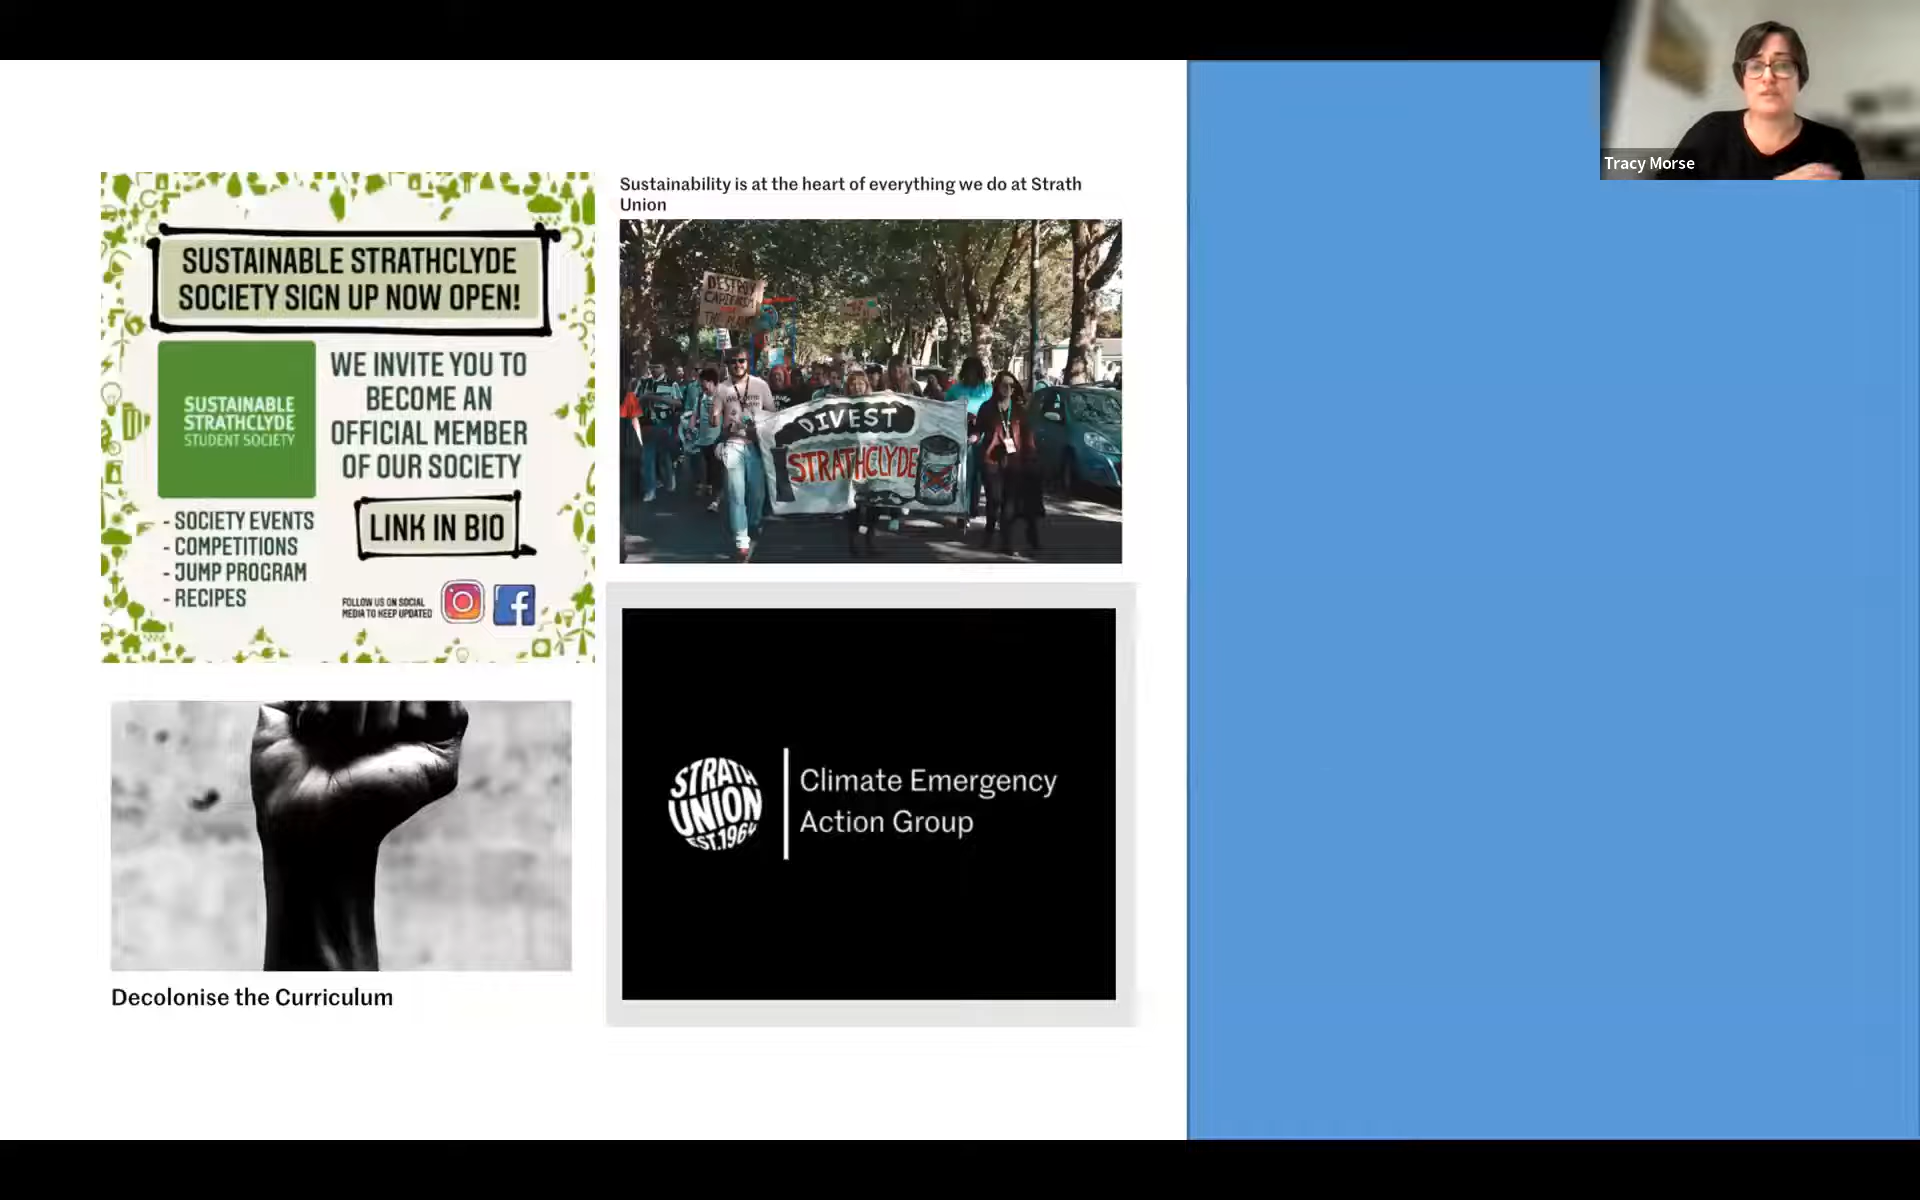 Tracy Morse
SUSTAINABLE STRATHCLYDE
SOCIETY SIGN UP NOW OPEN!
SUSTAINABLE
STRATHCLYDE
STUDENT SOCIETY
WE INVITE YOU TO
BECOME AN
OFFICIAL MEMBER
OF OUR SOCIETY
LINK IN BIO
- SOCIETY EVENTS
- COMPETITIONS
- JUMP PROGRAM
- RECIPES
FOLLOW US ON SOCIAL
MEDIA TO KEEP UPDATED
Sustainability is at the heart of everything we do at Strath
Union
DESTROY
DIVEST
STRATHCLYDE
Decolonise the Curriculum
STRATH
UNION
EST.1964
Climate Emergency
Action Group